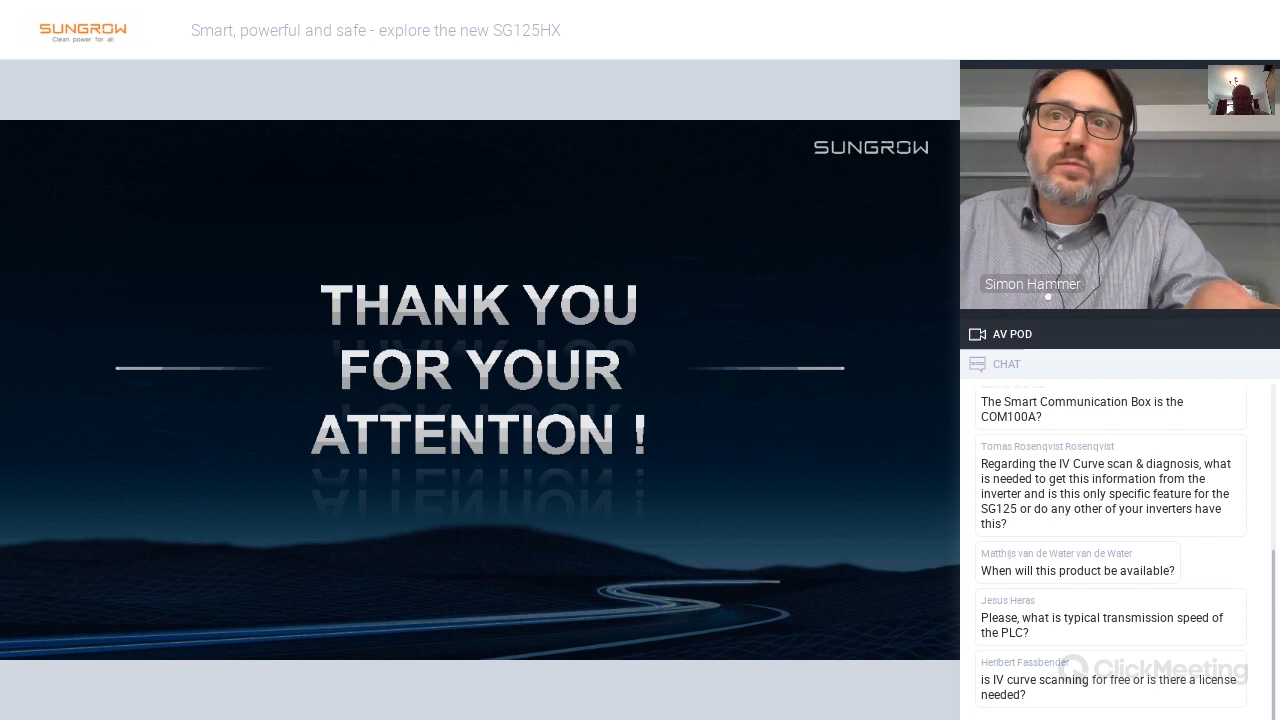 SUNGROW
Clean power for all
Smart, powerful and safe - explore the new SG125HX
SUNGROW
THANK YOU
FOR YOUR
ATTENTION !
Simon Hammer
AV POD
CHAT
The Smart Communication Box is the
COM100A?
Tomas Rosenqvist Rosenqvist
Regarding the IV Curve scan & diagnosis, what
is needed to get this information from the
inverter and is this only specific feature for the
SG125 or do any other of your inverters have
this?
Matthijs van de Water van de Water
When will this product be available?
Jesus Heras
Please, what is typical transmission speed of
the PLC?
Heribert Fassbender
is IV curve scanning for free or is there a license
needed?
ClickMeeting